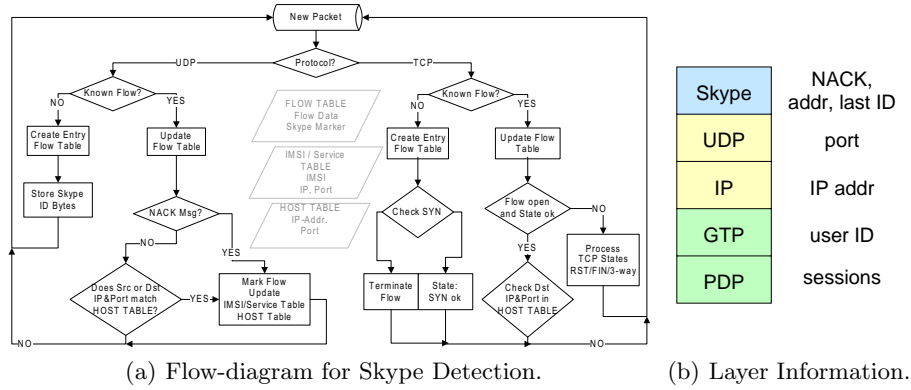 New Packet
UDP
Protocol?
TCP
Known Flow?
NO
YES
Create Entry
Flow Table
Update
Flow Table
Store Skype
ID Bytes
NACK Msg?
NO
YES
Does Src or Dst
IP&Port match
HOST TABLE?
YES
Mark Flow
Update
IMSI/Service Table
HOST Table
NO
FLOW TABLE
Flow Data
Skype Marker
IMSI / Service
TABLE
IMSI
IP, Port
HOST TABLE
IP-Addr.
Port
Known Flow?
NO
YES
Create Entry
Flow Table
Update Flow
Table
Check SYN
Flow open
and State ok
NO
YES
Process
TCP States
RST/FIN/3-way
Terminate
Flow
State:
SYN ok
Check Dst
IP&Port in
HOST TABLE
NO
(a) Flow-diagram for Skype Detection.
Skype
NACK,
addr, last ID
UDP
port
IP
IP addr
GTP
user ID
PDP
sessions
(b) Layer Information.